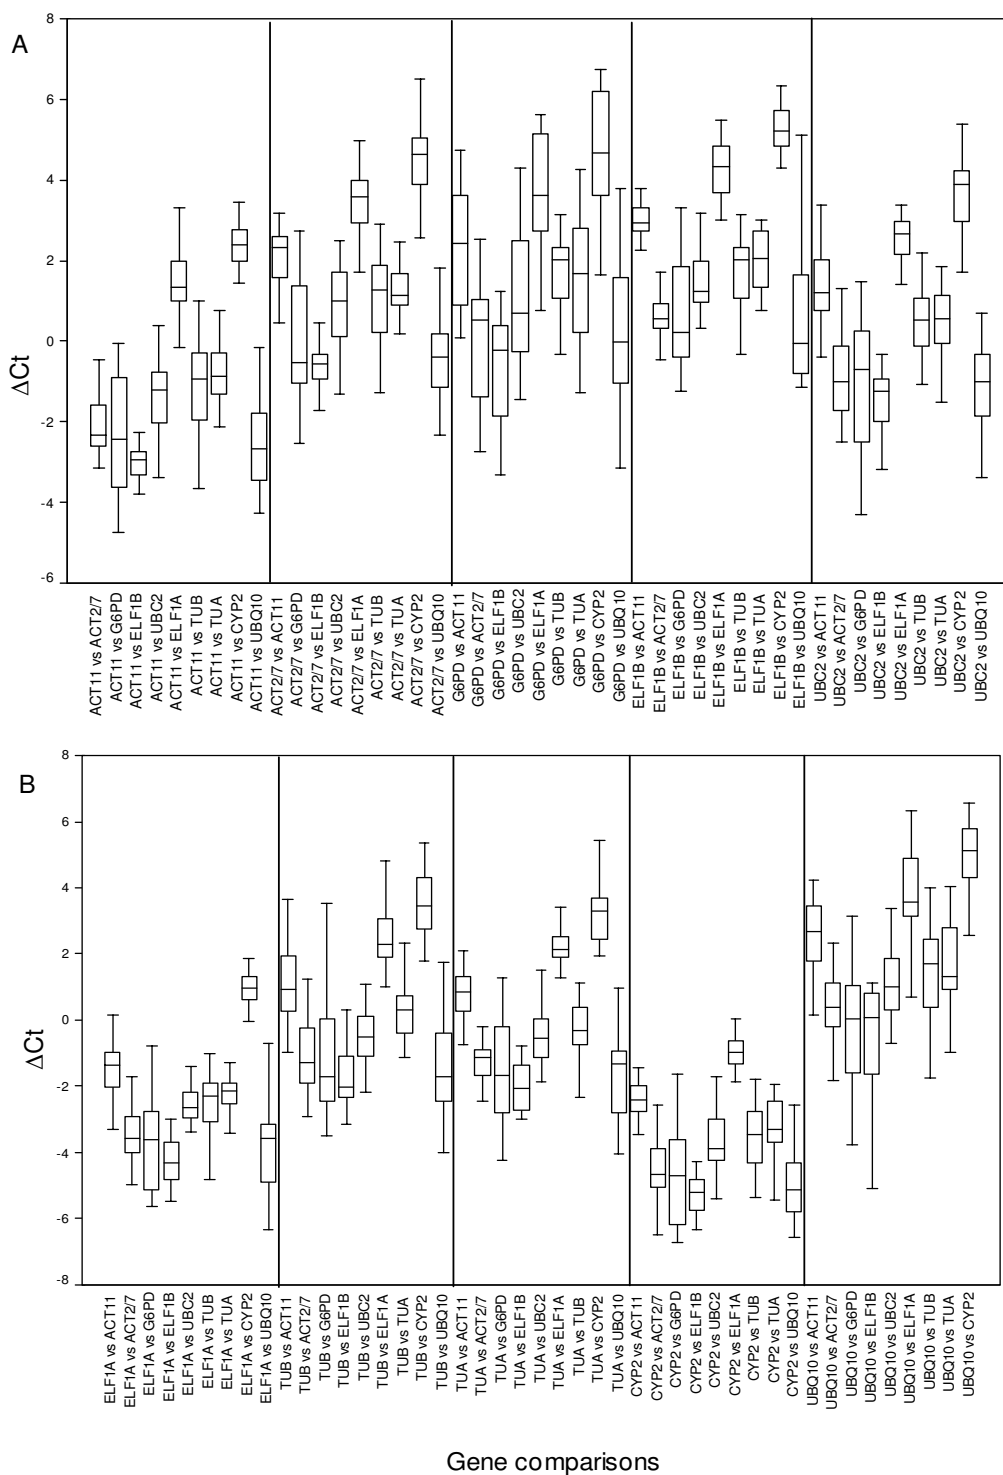 A
8
6
4
2
0
-2
-4
-6
ΔCt
ACT11 vs ACT2/7
ACT11 vs G6PD
ACT11 vs ELF1B
ACT11 vs UBC2
ACT11 vs ELF1A
ACT11 vs TUB
ACT11 vs TUA
ACT11 vs CYP2
ACT11 vs UBQ10
ACT2/7 vs ACT11
ACT2/7 vs G6PD
ACT2/7 vs ELF1B
ACT2/7 vs UBC2
ACT2/7 vs ELF1A
ACT2/7 vs TUB
ACT2/7 vs TUA
ACT2/7 vs CYP2
ACT2/7 vs UBQ10
G6PD vs ACT11
G6PD vs ACT2/7
G6PD vs ELF1B
G6PD vs UBC2
G6PD vs ELF1A
G6PD vs TUB
G6PD vs TUA
G6PD vs CYP2
G6PD vs UBQ10
ELF1B vs ACT11
ELF1B vs ACT2/7
ELF1B vs G6PD
ELF1B vs UBC2
ELF1B vs ELF1A
ELF1B vs TUB
ELF1B vs TUA
ELF1B vs CYP2
ELF1B vs UBQ10
UBC2 vs ACT11
UBC2 vs ACT2/7
UBC2 vs G6PD
UBC2 vs ELF1B
UBC2 vs ELF1A
UBC2 vs TUB
UBC2 vs TUA
UBC2 vs CYP2
UBC2 vs UBQ10
B
8
6
4
2
0
-2
-4
-6
-8
ΔCt
ELF1A vs ACT11
ELF1A vs ACT2/7
ELF1A vs G6PD
ELF1A vs ELF1B
ELF1A vs UBC2
ELF1A vs TUB
ELF1A vs TUA
ELF1A vs CYP2
ELF1A vs UBQ10
TUB vs ACT11
TUB vs ACT2/7
TUB vs G6PD
TUB vs ELF1B
TUB vs UBC2
TUB vs ELF1A
TUB vs TUA
TUB vs CYP2
TUB vs UBQ10
TUA vs ACT11
TUA vs ACT2/7
TUA vs G6PD
TUA vs ELF1B
TUA vs UBC2
TUA vs ELF1A
TUA vs TUB
TUA vs CYP2
TUA vs UBQ10
CYP2 vs ACT11
CYP2 vs ACT2/7
CYP2 vs G6PD
CYP2 vs ELF1B
CYP2 vs UBC2
CYP2 vs ELF1A
CYP2 vs TUB
CYP2 vs TUA
CYP2 vs UBQ10
UBQ10 vs ACT11
UBQ10 vs ACT2/7
UBQ10 vs G6PD
UBQ10 vs ELF1B
UBQ10 vs UBC2
UBQ10 vs ELF1A
UBQ10 vs TUB
UBQ10 vs TUA
UBQ10 vs CYP2
Gene comparisons